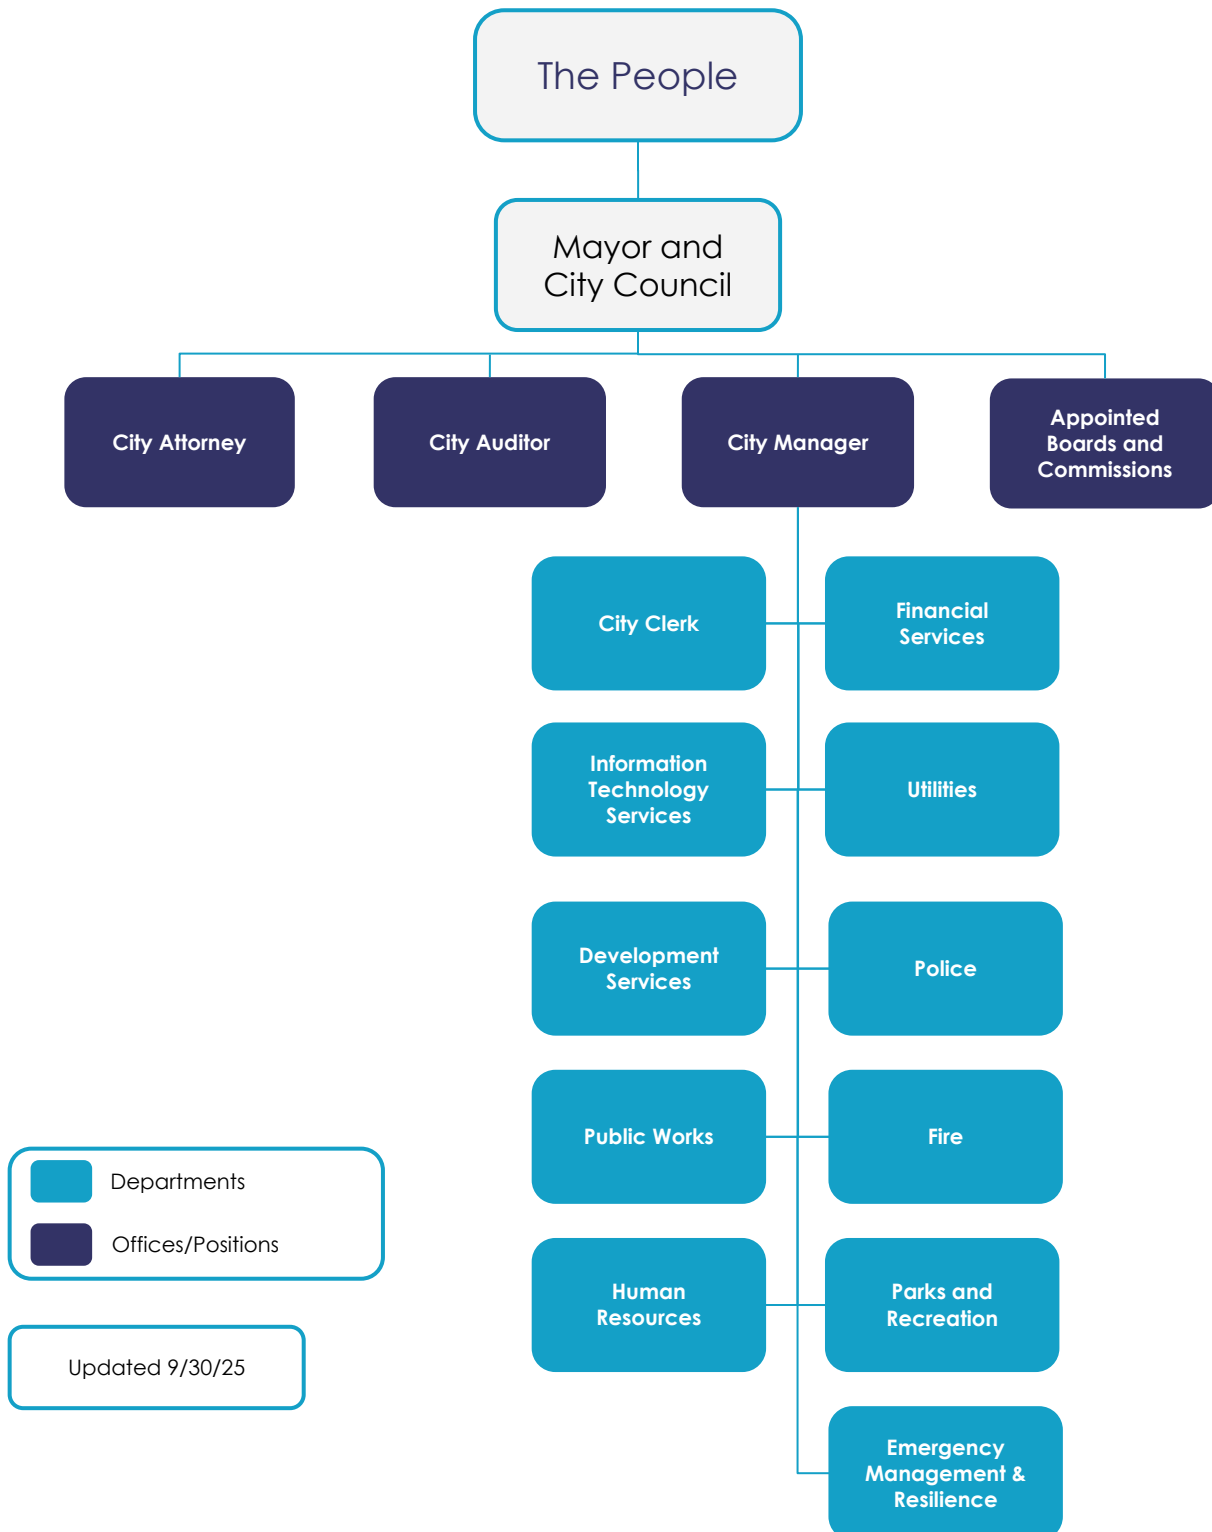 The People
Mayor and
City Council
City Attorney
City Auditor
City Manager
Appointed
Boards and
Commissions
City Clerk
Financial
Services
Information
Technology
Services
Utilities
Development
Services
Police
Public Works
Fire
Departments
Offices/Positions
Human
Resources
Parks and
Recreation
Updated 9/30/25
Emergency
Management &
Resilience